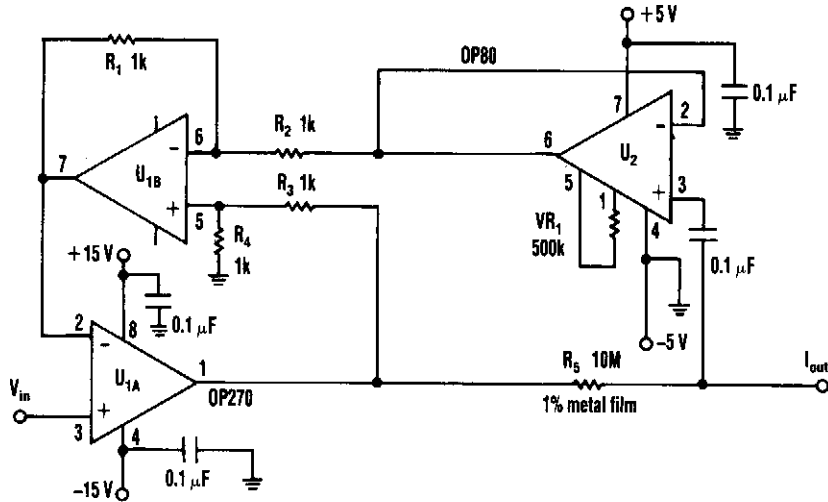 +5 V
R1 1k
OP80
0.1 µF
7
2
6
R2 1k
6
−
−
7
U1B
U2
5
+
R3 1k
5
1
+
3
R4
1k
VR1
500k
4
0.1 µF
+15 V
0.1 µF
2
8
−
−5 V
U1A
1
R5 10M
Iout
Vin
OP270
1% metal film
+
3
4
0.1 µF
−15 V